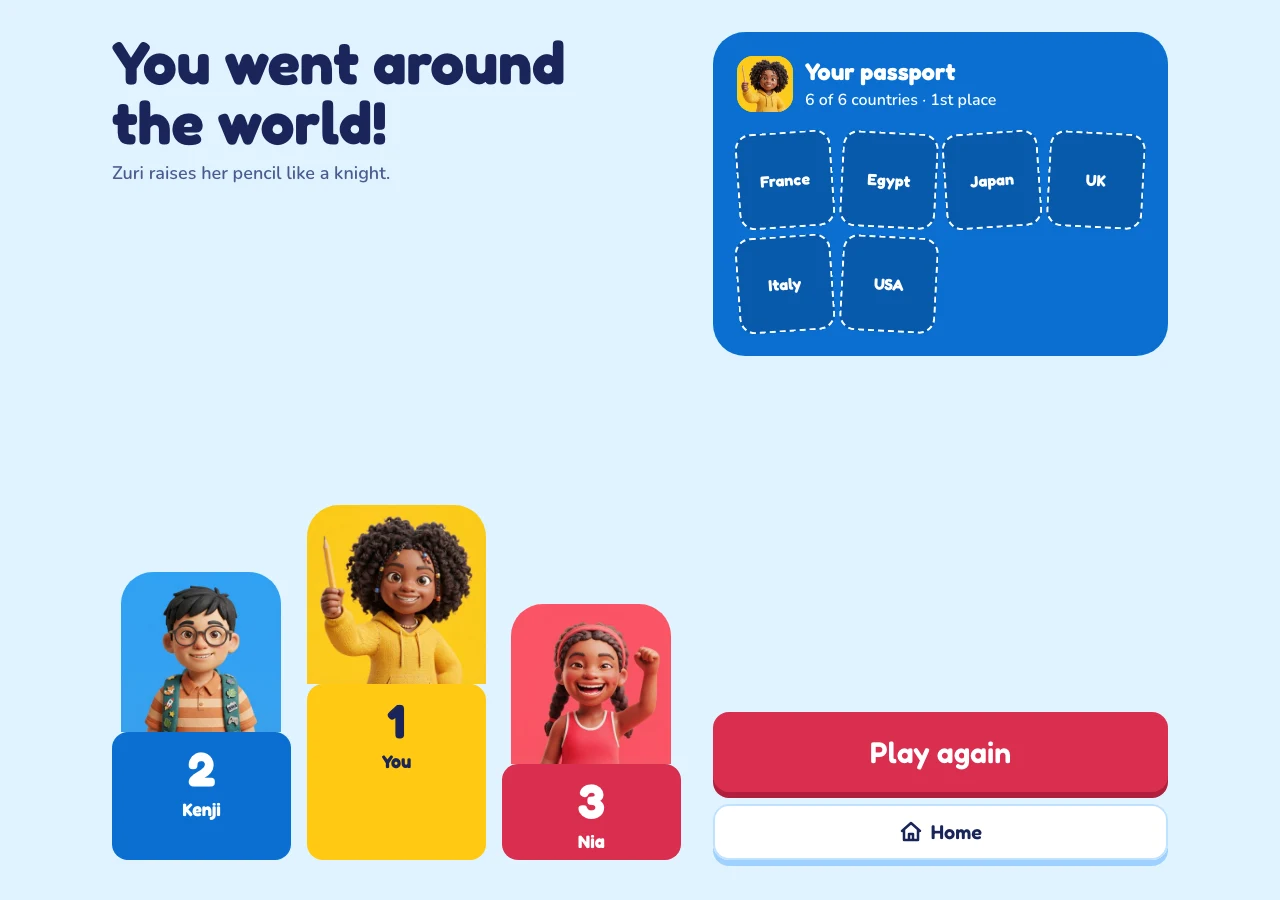 You went around
the world!
Zuri raises her pencil like a knight.
Your passport
6 of 6 countries · 1st place
France
Egypt
Japan
UK
Italy
USA
2
Kenji
1
You
3
Nia
Play again
Home